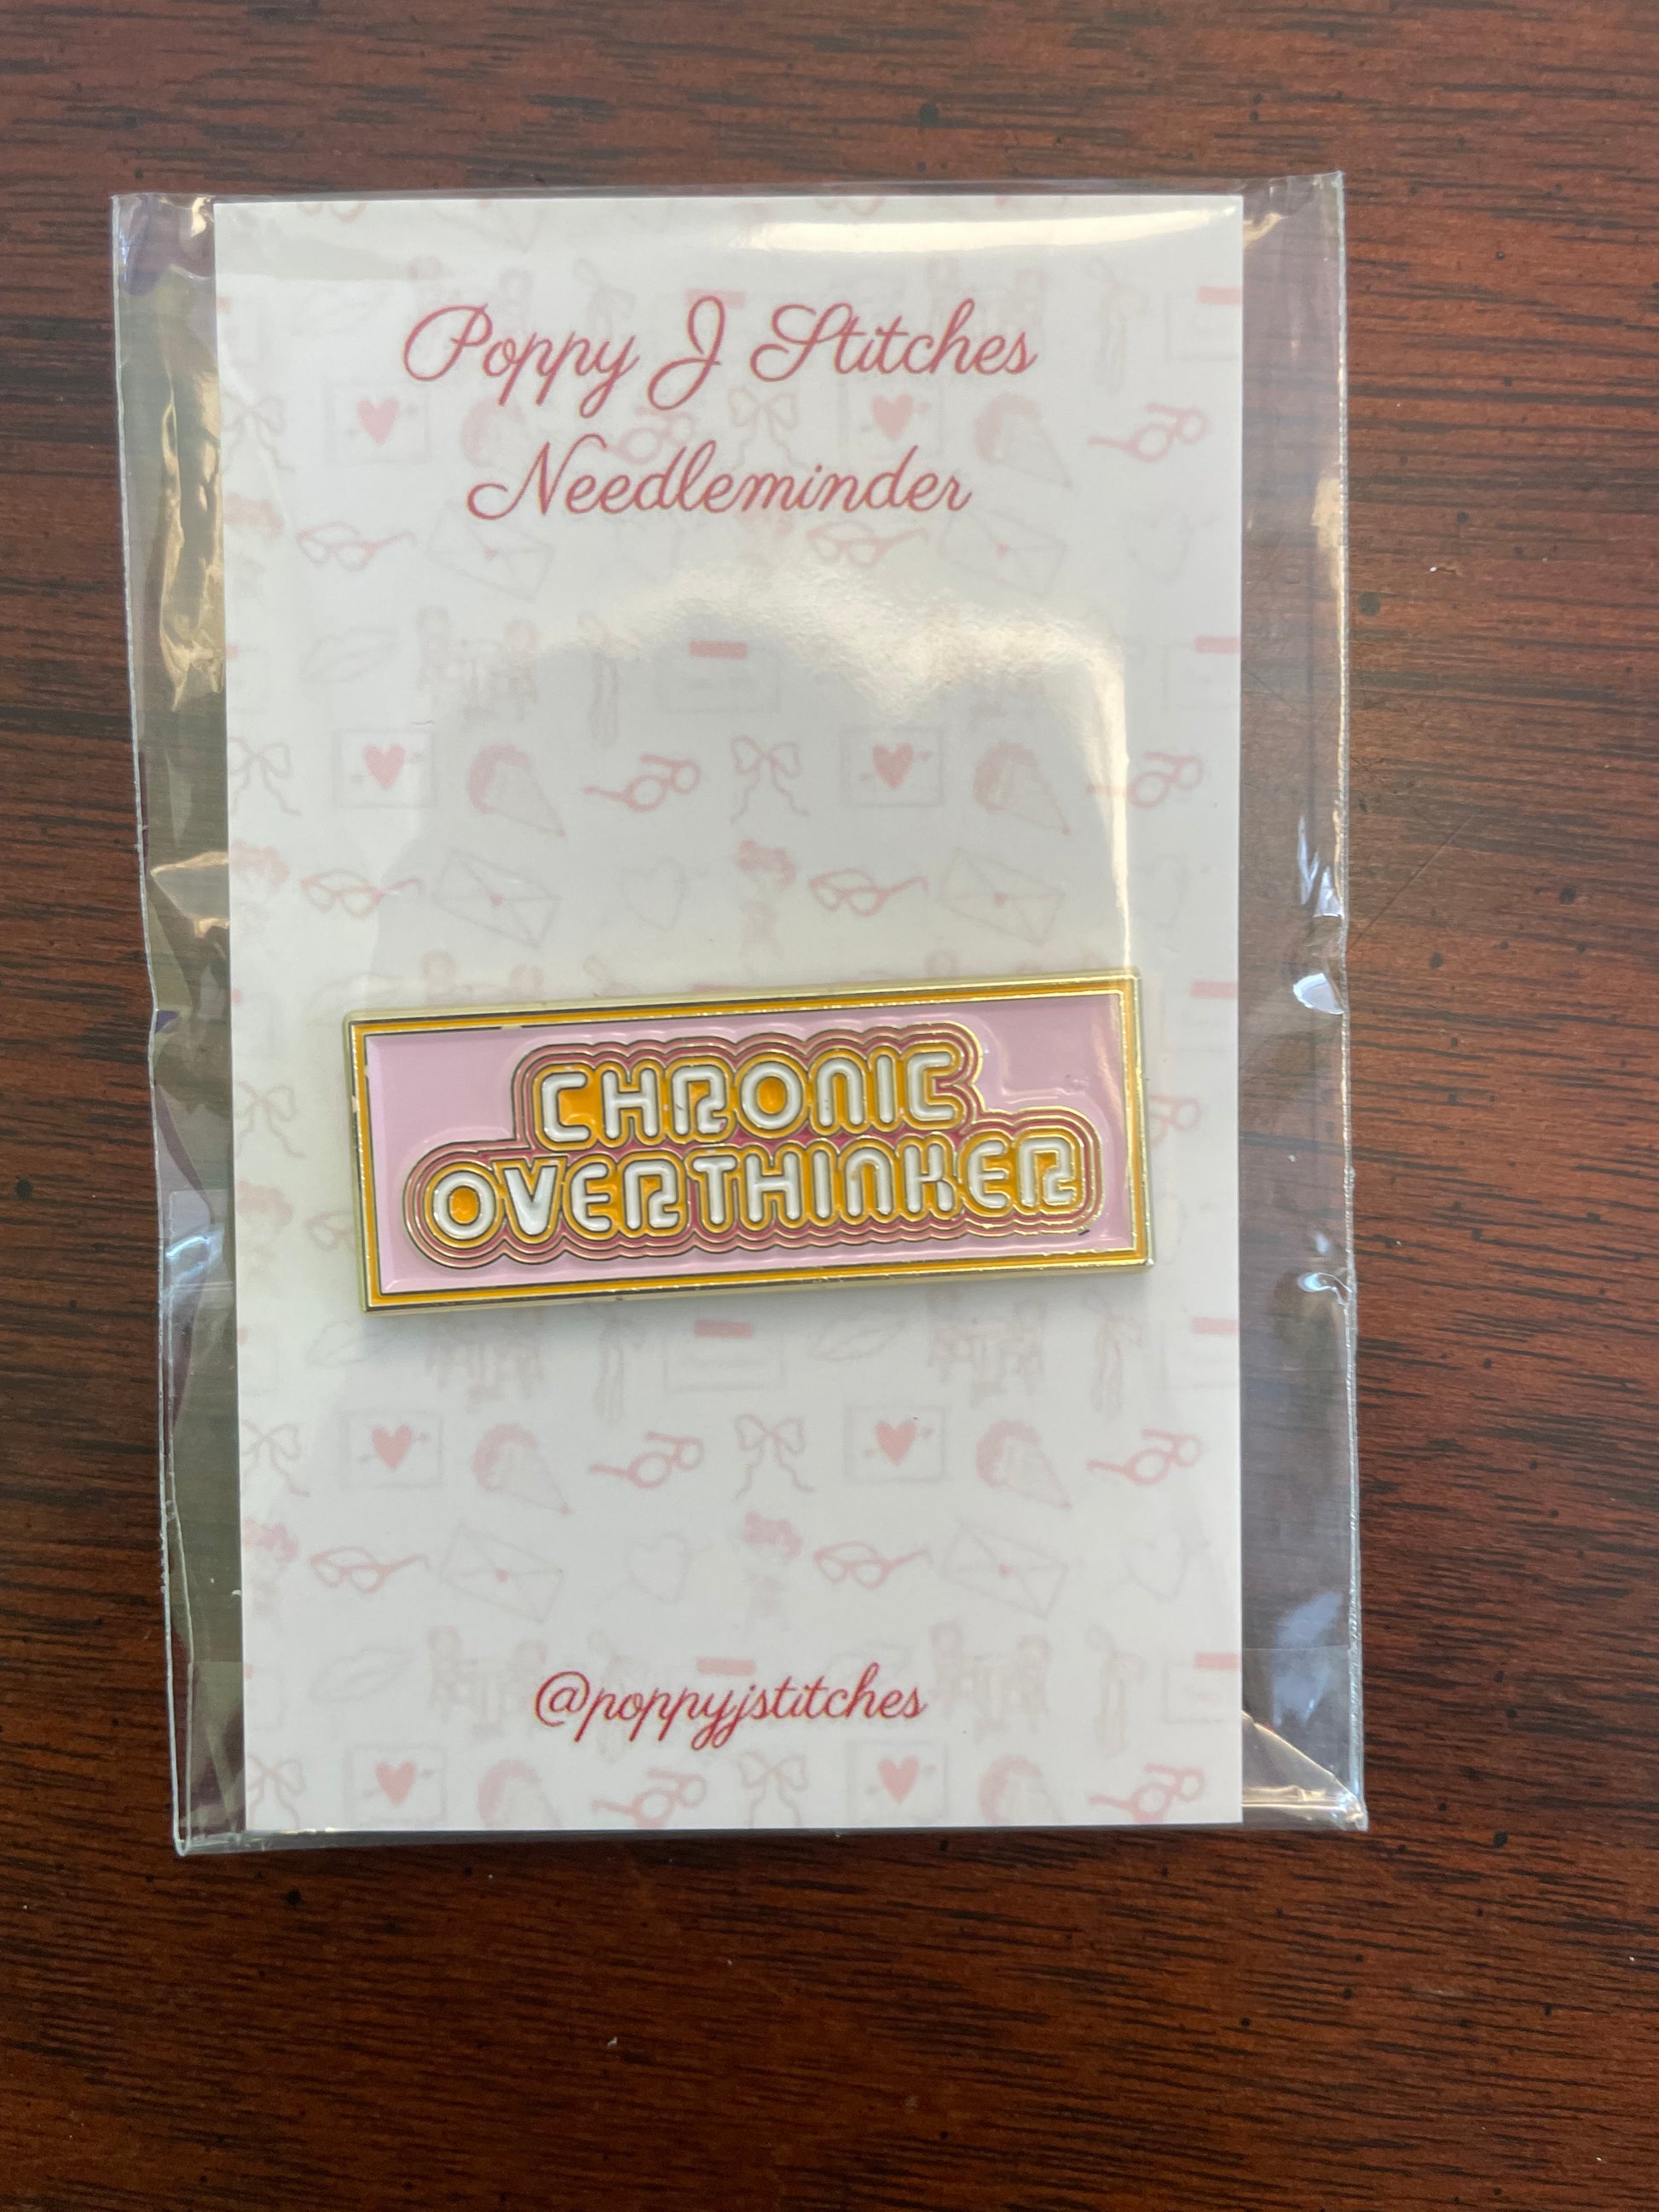 Poppy J Stitches
Needleminder
CHRONIC
OVERTHINKER
@poppyjstitches